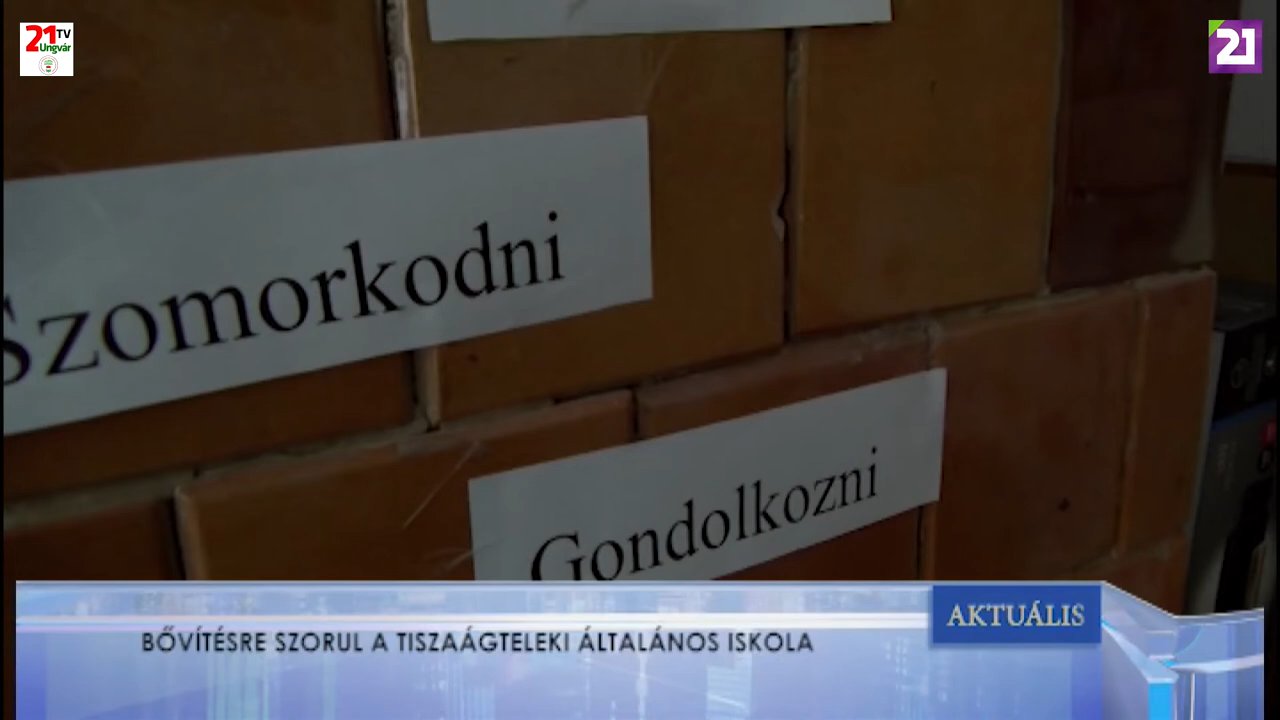 21 TV
Ungvár
21
Szomorkodni
Gondolkozni
AKTUÁLIS
BŐVÍTÉSRE SZORUL A TISZAÁGTELEKI ÁLTALÁNOS ISKOLA